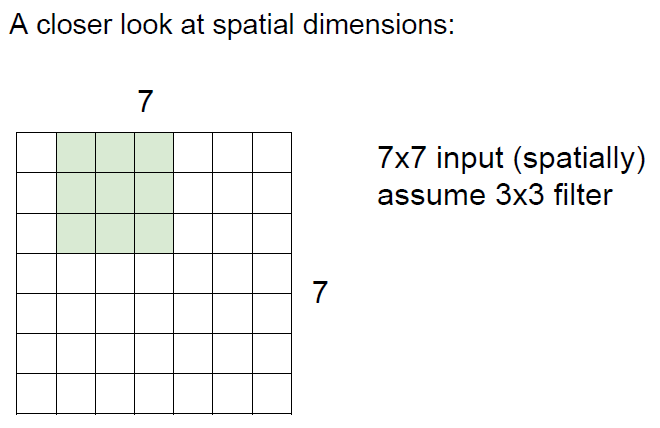 A closer look at spatial dimensions:
7
7x7 input (spatially)
assume 3x3 filter
7